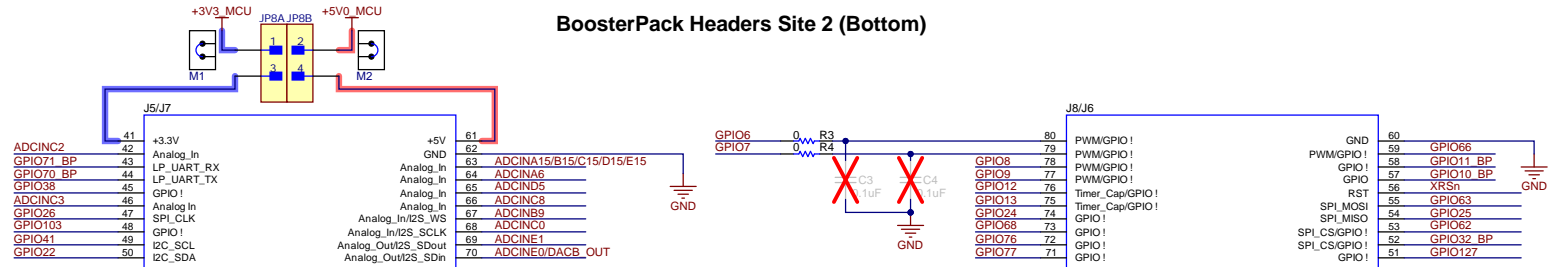 BoosterPack Headers Site 2 (Bottom)
+3V3_MCU JP8A JP8B +5V0_MCU
1 2
3 4
M1 M2
J5/J7
41 +3.3V +5V 61
ADCINC2 42 Analog_In GND 62
GPIO71_BP 43 LP_UART_RX Analog_In 63 ADCINA15/B15/C15/D15/E15
GPIO70_BP 44 LP_UART_TX Analog_In 64 ADCINA6
GPIO38 45 GPIO ! Analog_In 65 ADCIND5
ADCINC3 46 Analog In Analog_In 66 ADCINC8
GPIO26 47 SPI_CLK Analog_In/I2S_WS 67 ADCINB9
GPIO103 48 GPIO ! Analog_In/I2S_SCLK 68 ADCINC0
GPIO41 49 I2C_SCL Analog_Out/I2S_SDout 69 ADCINE1
GPIO22 50 I2C_SDA Analog_Out/I2S_SDin 70 ADCINE0/DACB_OUT
GND
GPIO6 0 R3
GPIO7 0 R4
C3 C4
0.1uF 0.1uF
GND
J8/J6
80 PWM/GPIO ! GND 60
79 PWM/GPIO ! PWM/GPIO ! 59 GPIO66
GPIO8 78 PWM/GPIO ! GPIO ! 58 GPIO11_BP
GPIO9 77 PWM/GPIO ! GPIO 57 GPIO10_BP
GPIO12 76 Timer_Cap/GPIO ! RST 56 XRSn
GPIO13 75 Timer_Cap/GPIO ! SPI_MOSI 55 GPIO63
GPIO24 74 GPIO ! SPI_MISO 54 GPIO25
GPIO68 73 GPIO ! SPI_CS/GPIO ! 53 GPIO62
GPIO76 72 GPIO ! SPI_CS/GPIO ! 52 GPIO32_BP
GPIO77 71 GPIO ! GPIO ! 51 GPIO127
GND